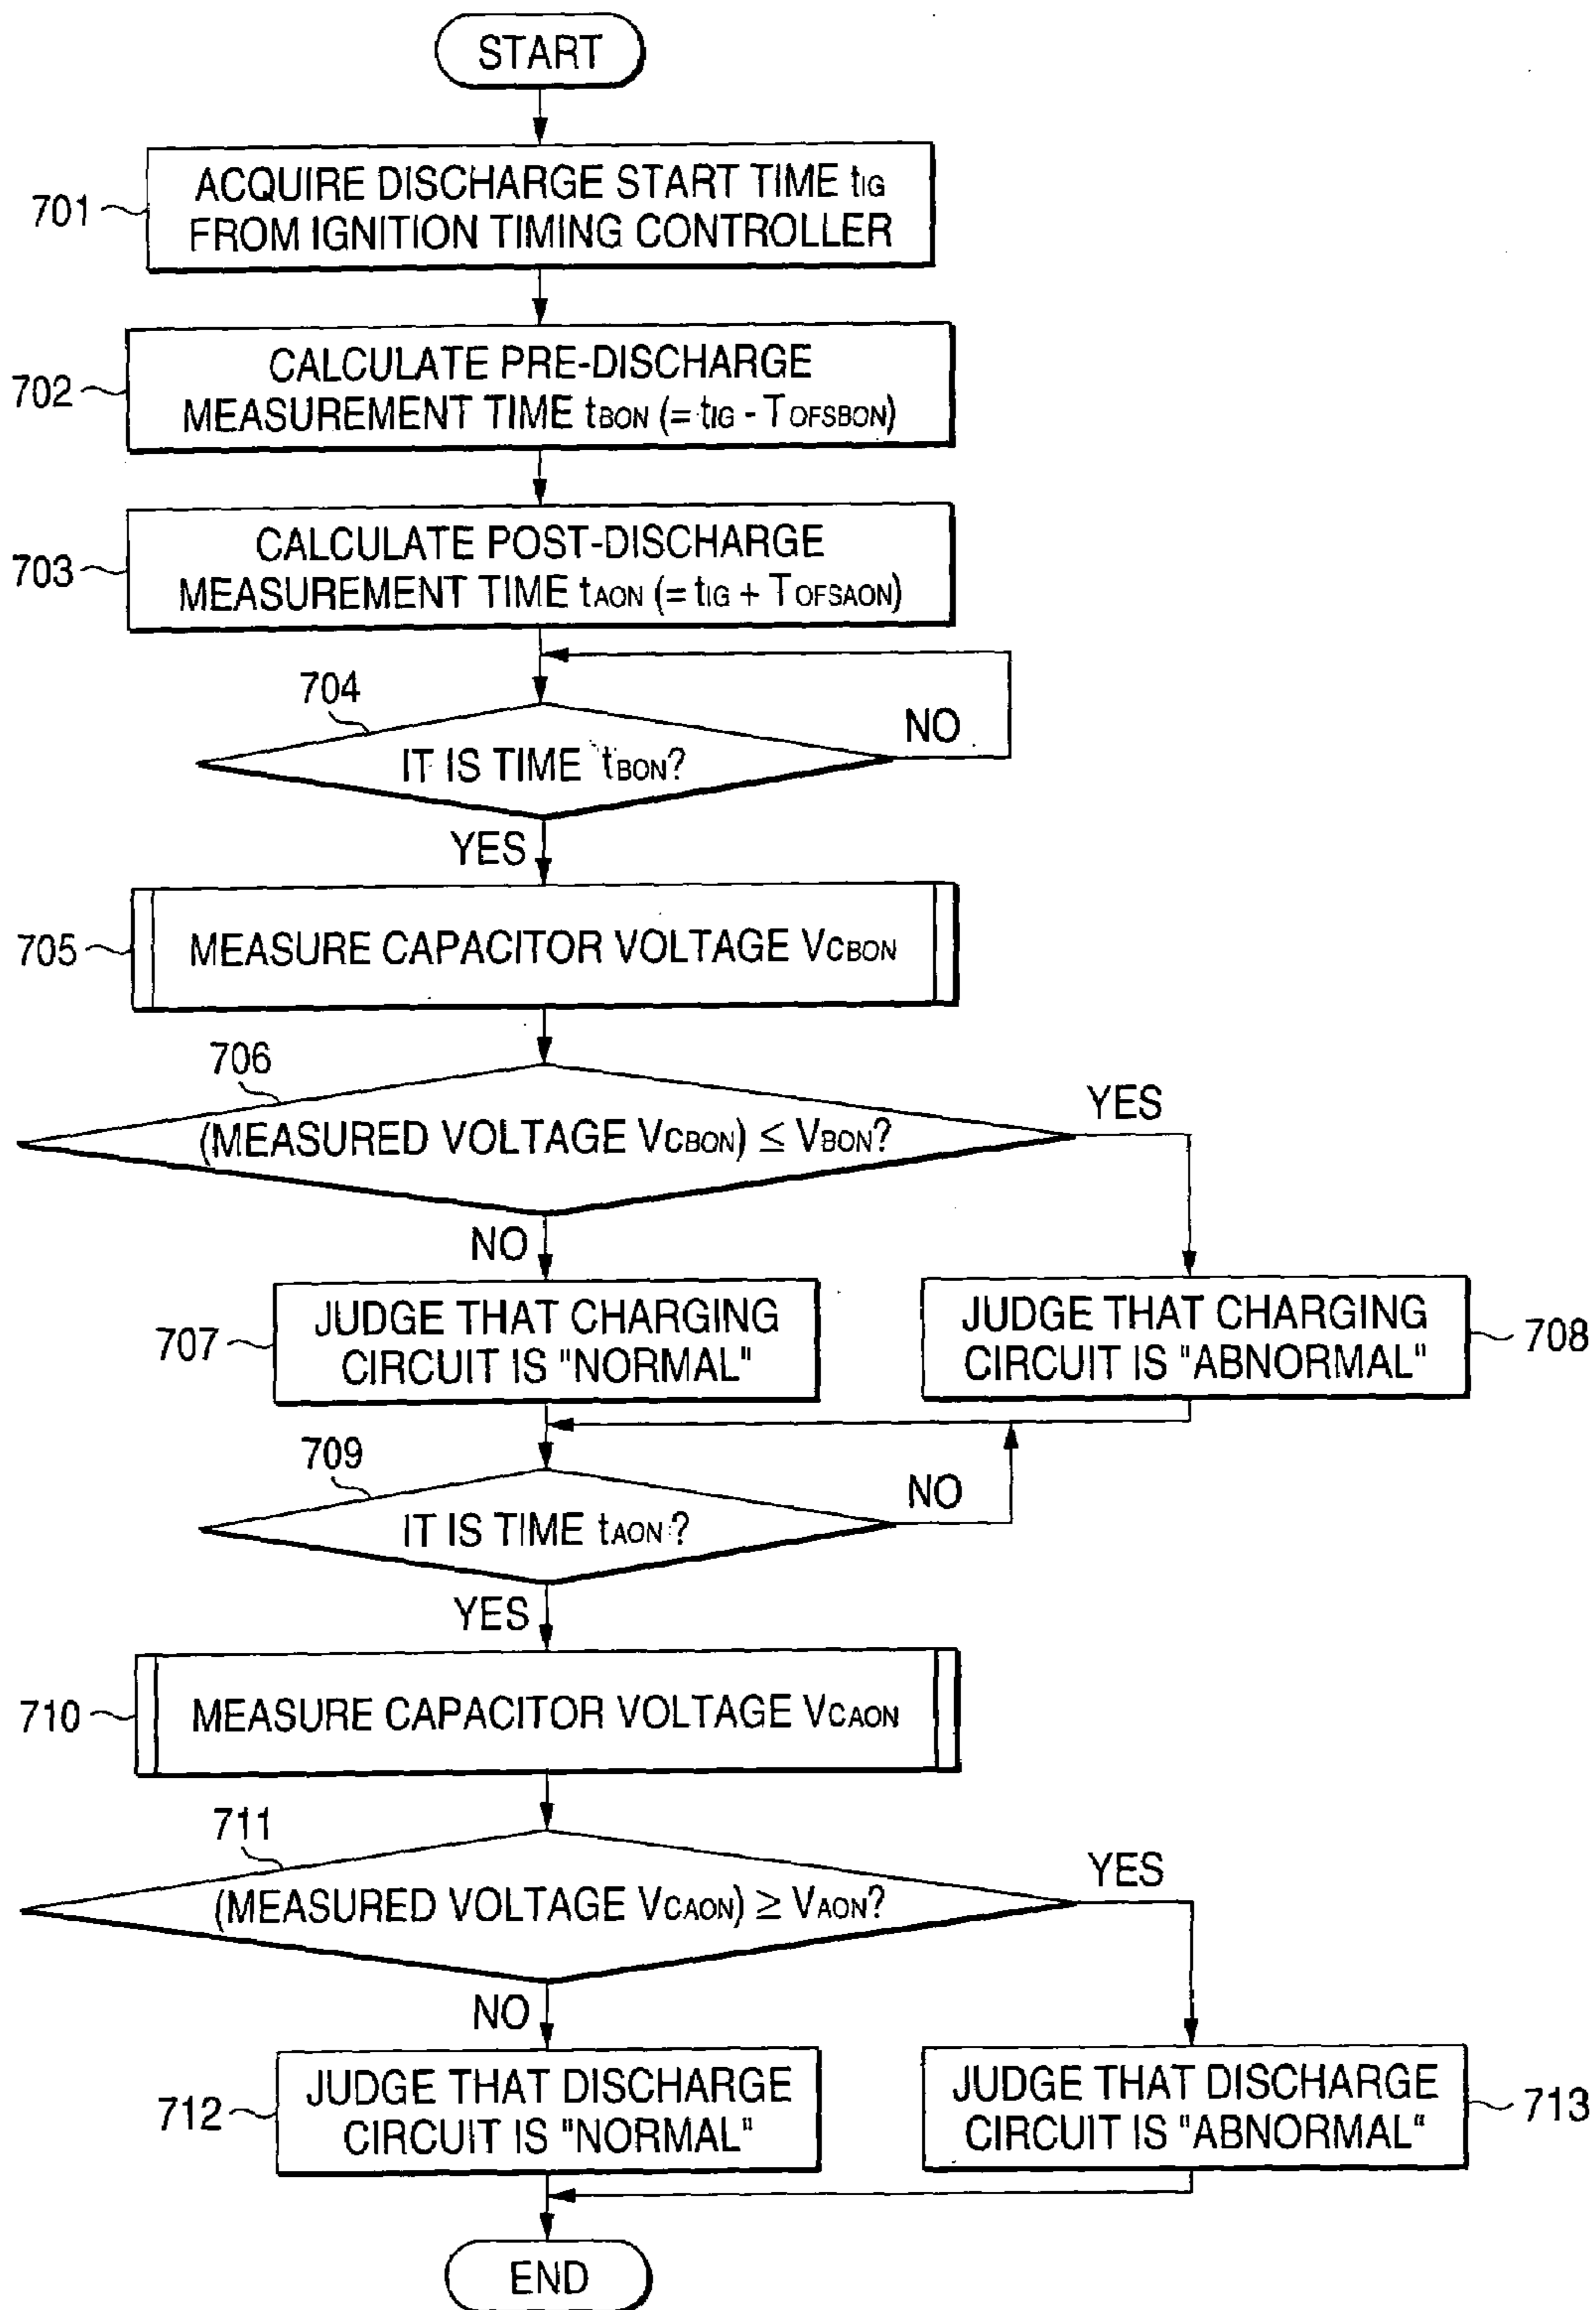 START
701
ACQUIRE DISCHARGE START TIME tIG
FROM IGNITION TIMING CONTROLLER
702
CALCULATE PRE-DISCHARGE
MEASUREMENT TIME tBON (= tIG - TOFSBON)
703
CALCULATE POST-DISCHARGE
MEASUREMENT TIME tAON (= tIG + TOFSAON)
704
NO
IT IS TIME tBON?
YES
705
MEASURE CAPACITOR VOLTAGE VCBON
706
YES
(MEASURED VOLTAGE VCBON) ≤ VBON?
NO
707
JUDGE THAT CHARGING
CIRCUIT IS "NORMAL"
JUDGE THAT CHARGING
CIRCUIT IS "ABNORMAL"
708
709
NO
IT IS TIME tAON?
YES
710
MEASURE CAPACITOR VOLTAGE VCAON
711
YES
(MEASURED VOLTAGE VCAON) ≥ VAON?
NO
712
JUDGE THAT DISCHARGE
CIRCUIT IS "NORMAL"
JUDGE THAT DISCHARGE
CIRCUIT IS "ABNORMAL"
713
END